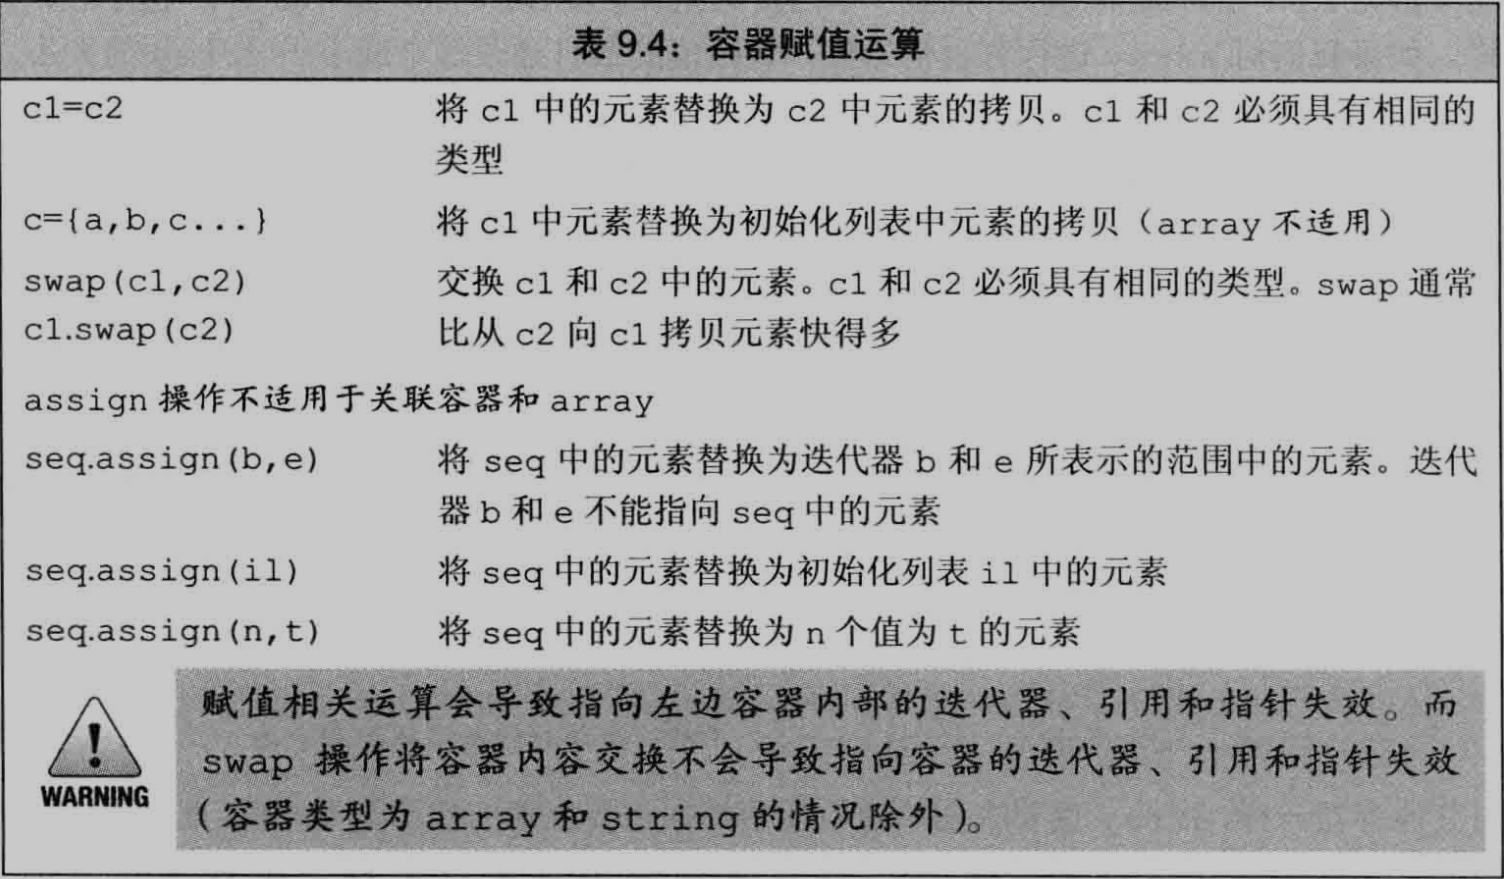 表 9.4：容器赋值运算
c1=c2 将 c1 中的元素替换为 c2 中元素的拷贝。c1 和 c2 必须具有相同的
类型
c={a,b,c...} 将 c1 中元素替换为初始化列表中元素的拷贝（array 不适用）
swap(c1,c2) 交换 c1 和 c2 中的元素。c1 和 c2 必须具有相同的类型。swap 通常
c1.swap(c2) 比从 c2 向 c1 拷贝元素快得多
assign 操作不适用于关联容器和 array
seq.assign(b,e) 将 seq 中的元素替换为迭代器 b 和 e 所表示的范围中的元素。迭代
器 b 和 e 不能指向 seq 中的元素
seq.assign(il) 将 seq 中的元素替换为初始化列表 il 中的元素
seq.assign(n,t) 将 seq 中的元素替换为 n 个值为 t 的元素
赋值相关运算会导致指向左边容器内部的迭代器、引用和指针失效。而
swap 操作将容器内容交换不会导致指向容器的迭代器、引用和指针失效
WARNING
（容器类型为 array 和 string 的情况除外）。